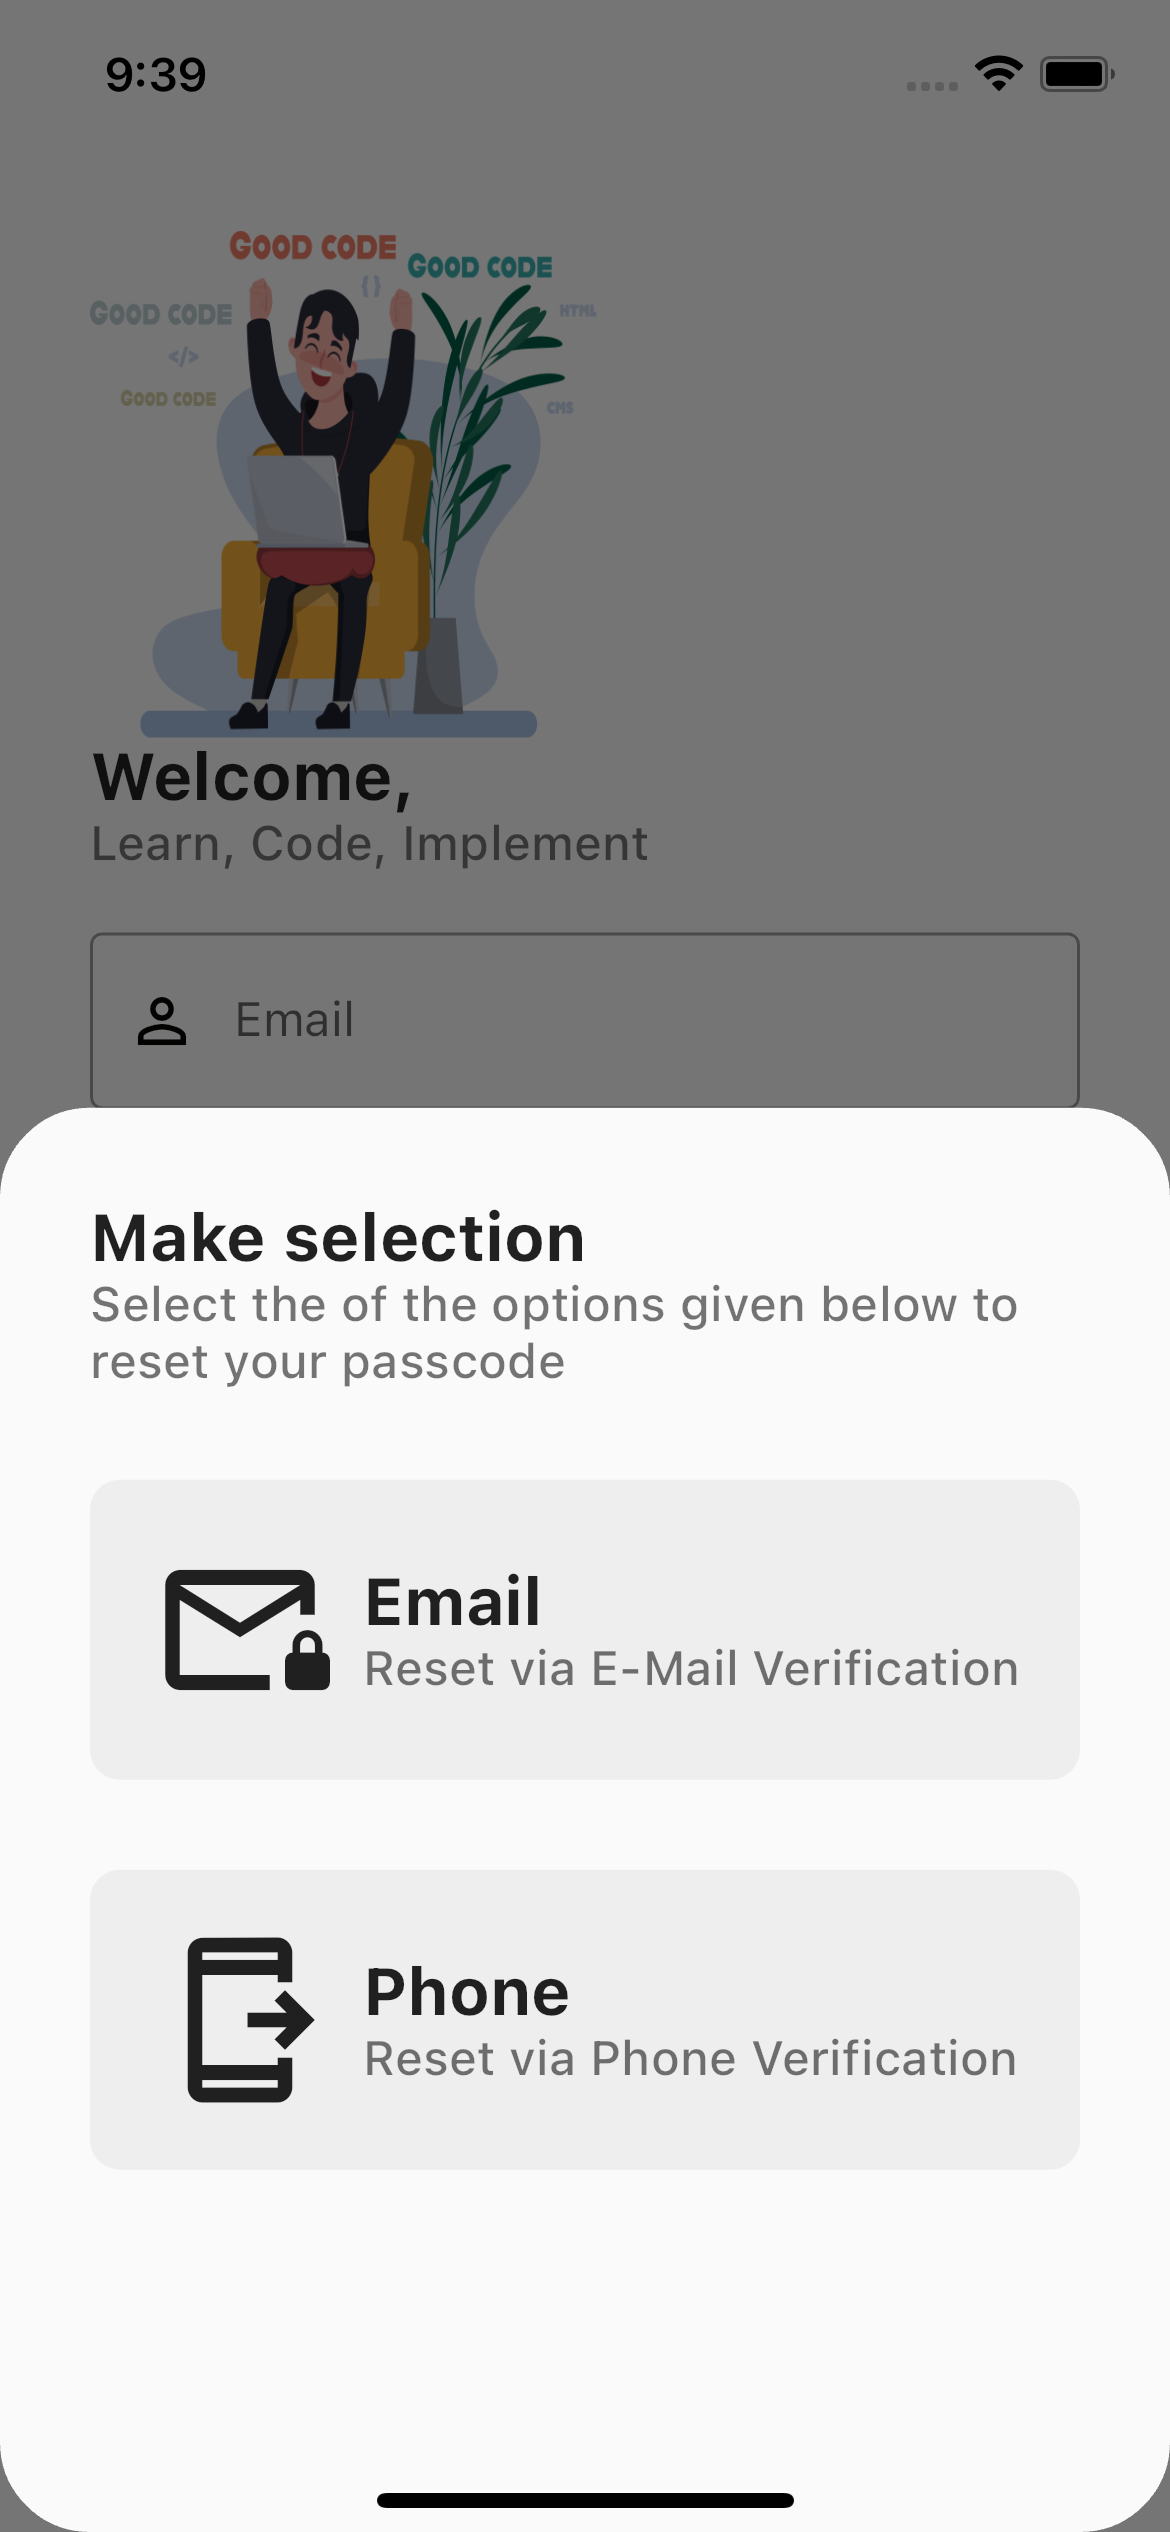 9:39
GOOD CODE
GOOD CODE
{}
GOOD CODE
HTML
</>
GOOD CODE
CMS
Welcome,
Learn, Code, Implement
Email
Make selection
Select the of the options given below to
reset your passcode
Email
Reset via E-Mail Verification
Phone
Reset via Phone Verification